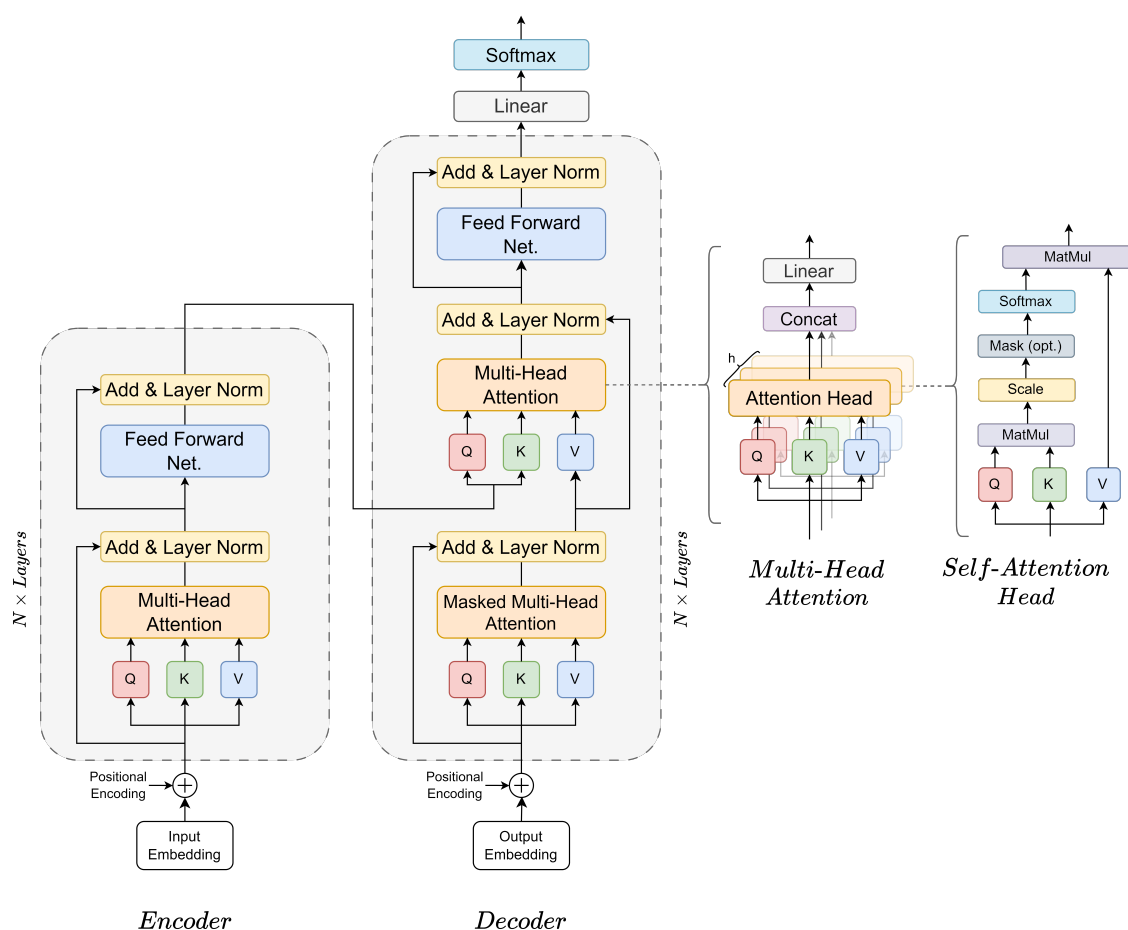 Softmax
Linear
Add & Layer Norm
Feed Forward
Net.
Add & Layer Norm
Multi-Head
Attention
Q K V
Add & Layer Norm
Masked Multi-Head
Attention
Q K V
N × Layers
Positional
Encoding
Output
Embedding
Decoder
Add & Layer Norm
Feed Forward
Net.
Add & Layer Norm
Multi-Head
Attention
Q K V
N × Layers
Positional
Encoding
Input
Embedding
Encoder
Linear
Concat
h
Attention Head
Q K V
Multi-Head
Attention
MatMul
Softmax
Mask (opt.)
Scale
MatMul
Q K V
Self-Attention
Head